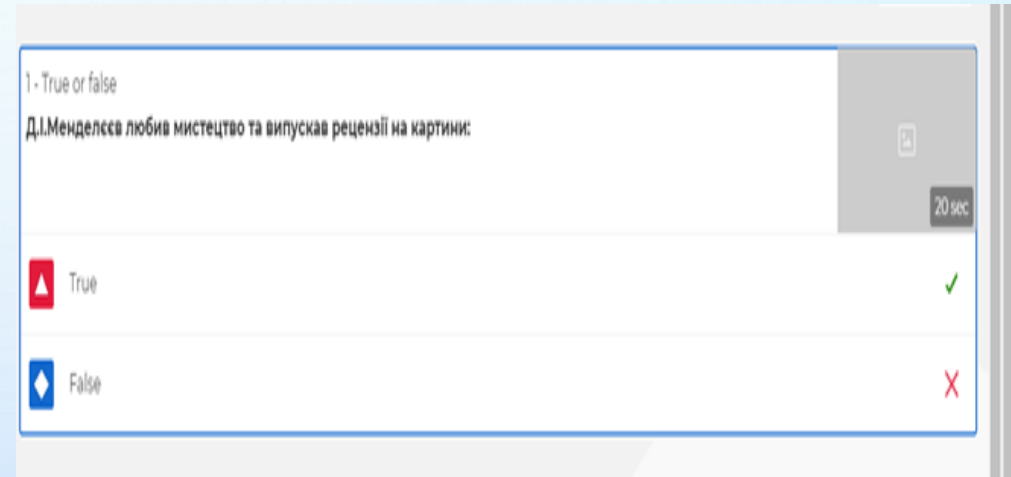 1 - True or false
Д.І.Менделєєв любив мистецтво та випускав рецензії на картини:
20 sec
True
False